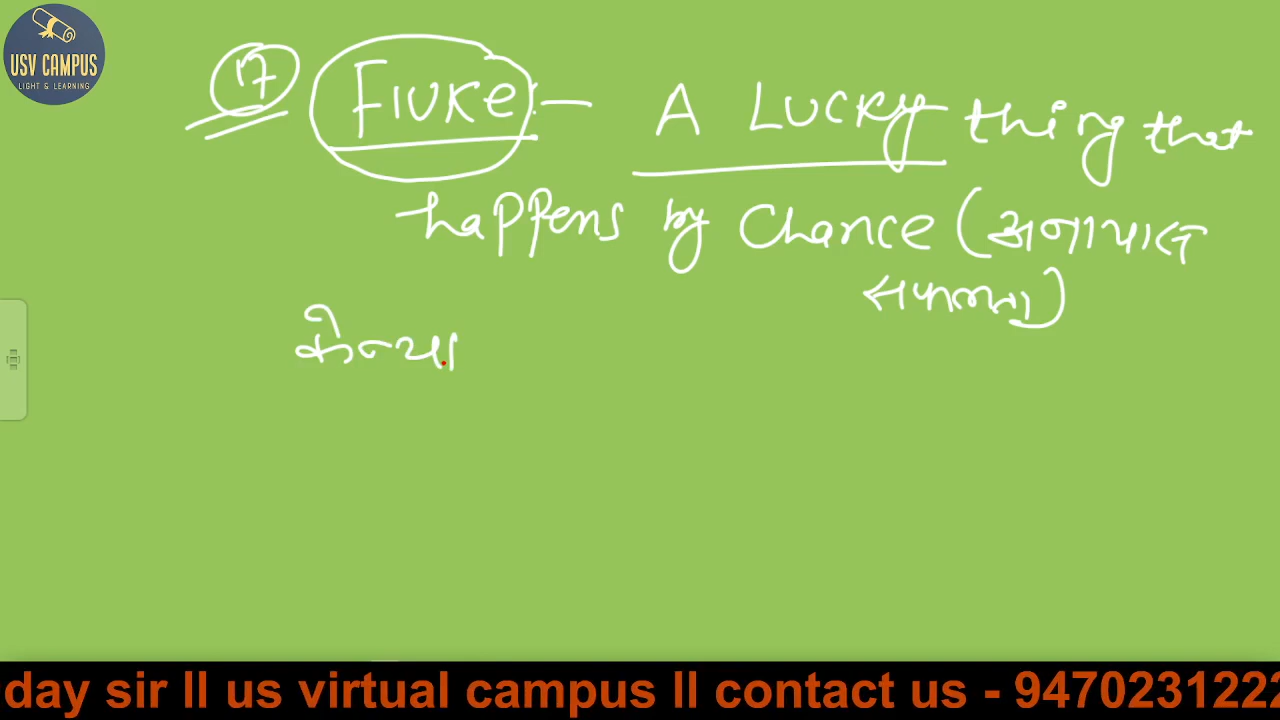 USV CAMPUS
LIGHT & LEARNING
17 Fluke :- A Lucky thing that
happens by Chance (अनायास
सफलता)
day sir ll us virtual campus ll contact us - 9470231222